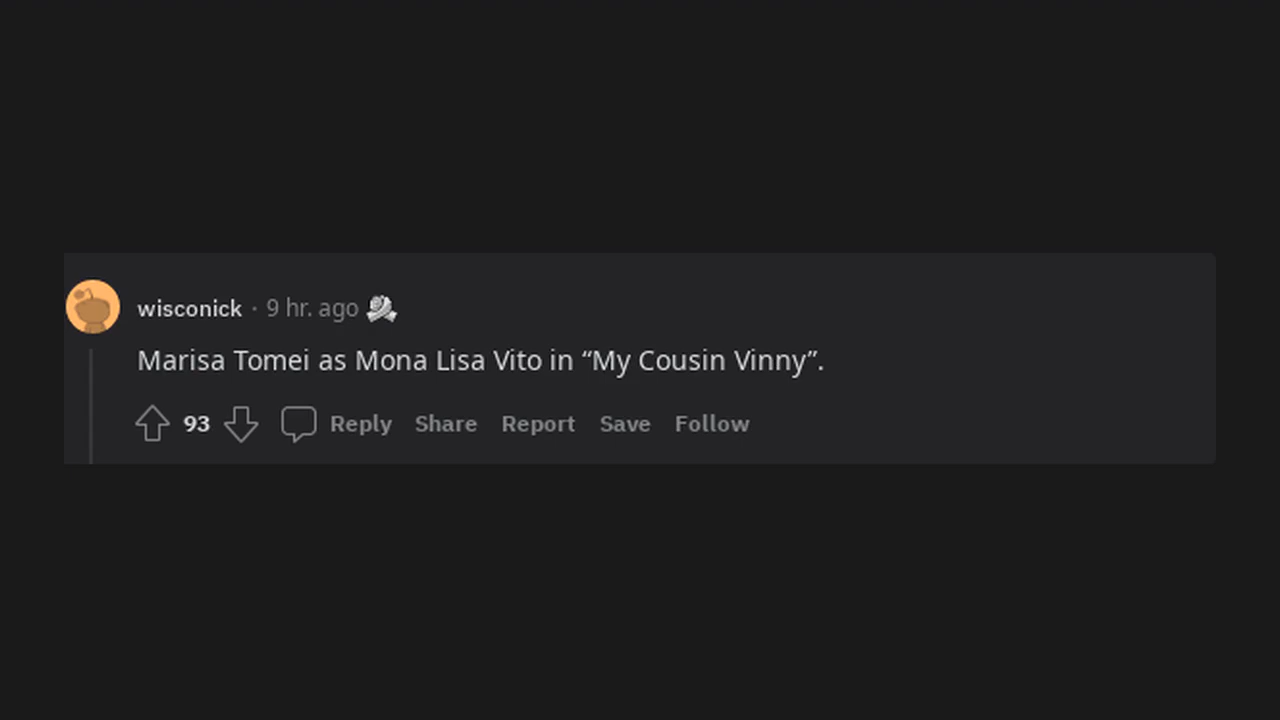 wisconick · 9 hr. ago
Marisa Tomei as Mona Lisa Vito in “My Cousin Vinny”.
93 Reply Share Report Save Follow